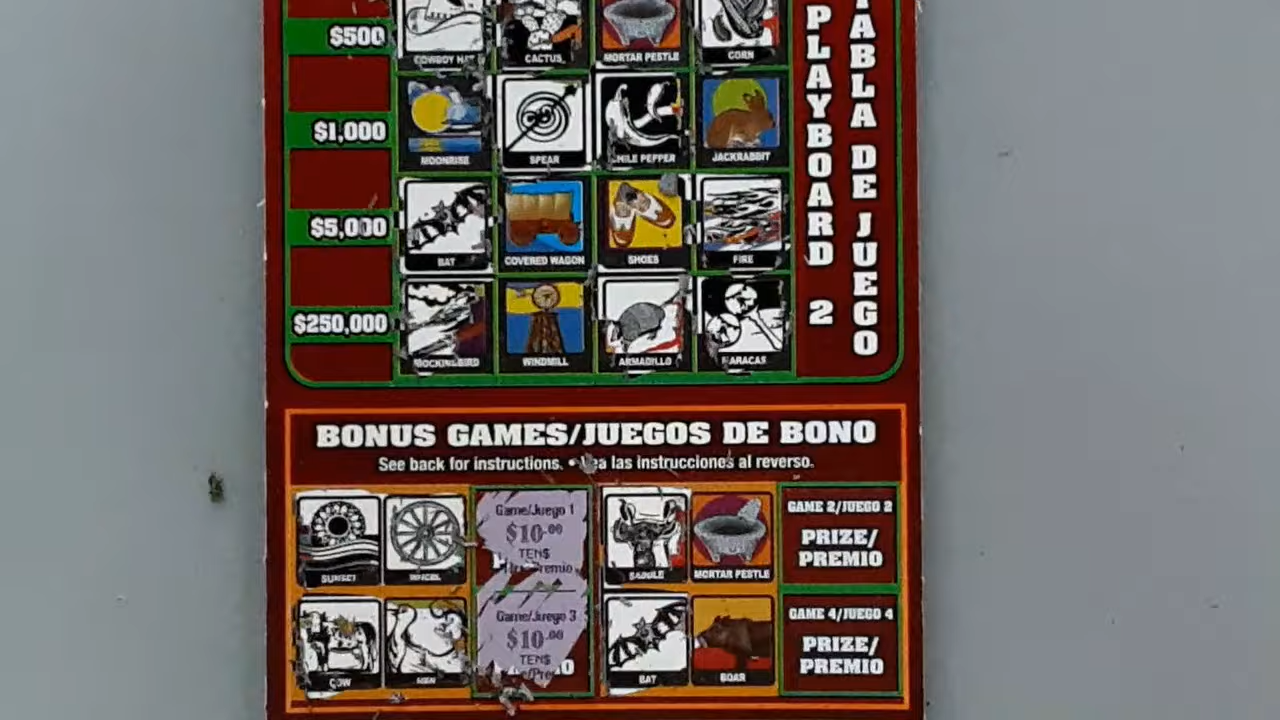 $500
COWBOY HAT
CACTUS
MORTAR PESTLE
CORN
$1,000
MOONRISE
SPEAR
CHILE PEPPER
JACKRABBIT
$5,000
BAT
COVERED WAGON
SHOES
FIRE
$250,000
MOCKINGBIRD
WINDMILL
ARMADILLO
MARACAS
PLAYBOARD 2
TABLA DE JUEGO
BONUS GAMES/JUEGOS DE BONO
See back for instructions. • Vea las instrucciones al reverso.
SUNSET
WHEEL
Game/Juego 1
$10.00
TEN$
SADDLE
MORTAR PESTLE
GAME 2/JUEGO 2
PRIZE/
PREMIO
COW
HEN
Game/Juego 3
$10.00
TEN$
BAT
BOAR
GAME 4/JUEGO 4
PRIZE/
PREMIO